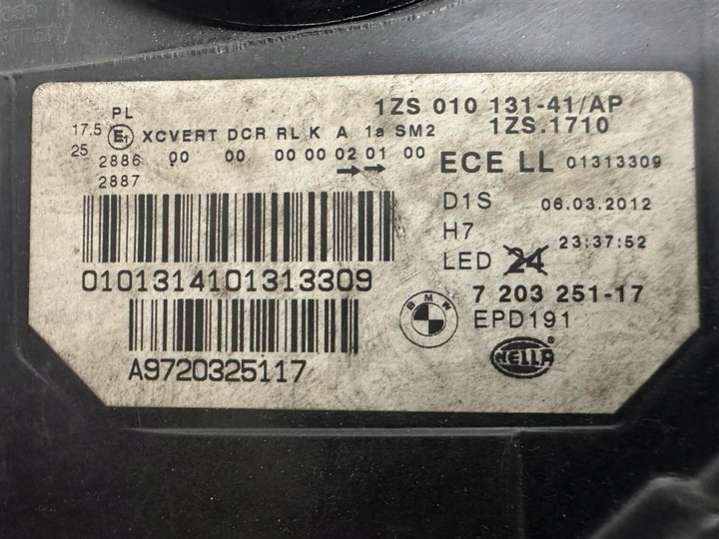 1ZS 010 131-41/AP
1ZS.1710
PL
17,5 E1 XCVERT DCR RL K A 1a SM2
25 2886 00 00 00 00 02 01 00
2887
ECE LL 01313309
D1S 06.03.2012
H7 23:37:52
LED 24
0101314101313309
BMW 7 203 251-17
EPD191
A9720325117
HELLA